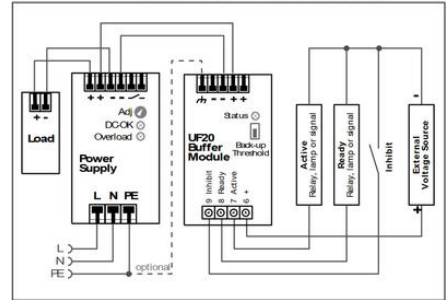 + -
Load
+ + - -
Adj
DC-OK
Overload
Power
Supply
L N PE
L
N
PE
optional
- - + +
Status
UF20
Buffer
Module
Back-up
Threshold
9 Inhibit
8 Ready
7 Active
6 +
Active
Relay, lamp or signal
Ready
Relay, lamp or signal
Inhibit
-
External
Voltage Source
+